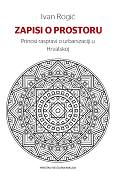 Ivan Rogić
ZAPISI O PROSTORU
Prinosi raspravi o urbanizaciji u
Hrvatskoj